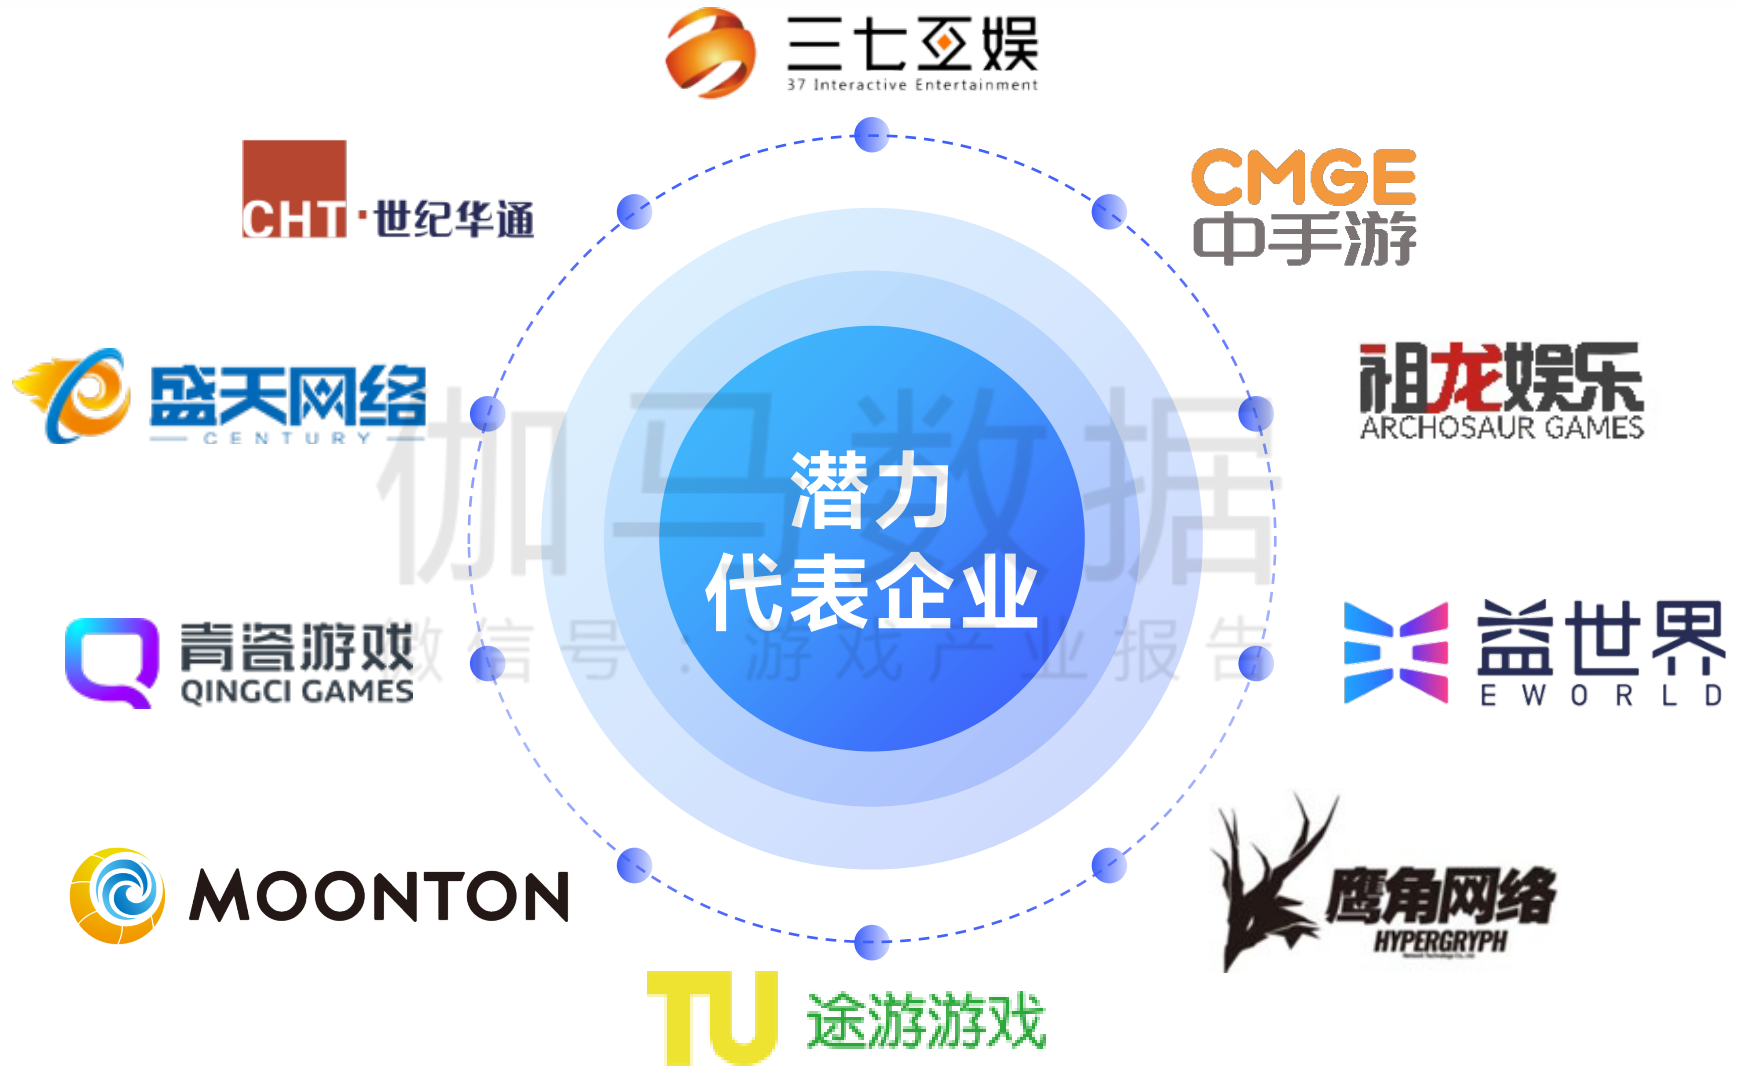 三七互娱
37 Interactive Entertainment
CHT·世纪华通
CMGE
中手游
盛天网络
CENTURY
祖龙娱乐
ARCHOSAUR GAMES
伽马数据
潜力
代表企业
微信号：游戏产业报告
青瓷游戏
QINGCI GAMES
益世界
EWORLD
MOONTON
鹰角网络
HYPERGRYPH
TU 途游游戏